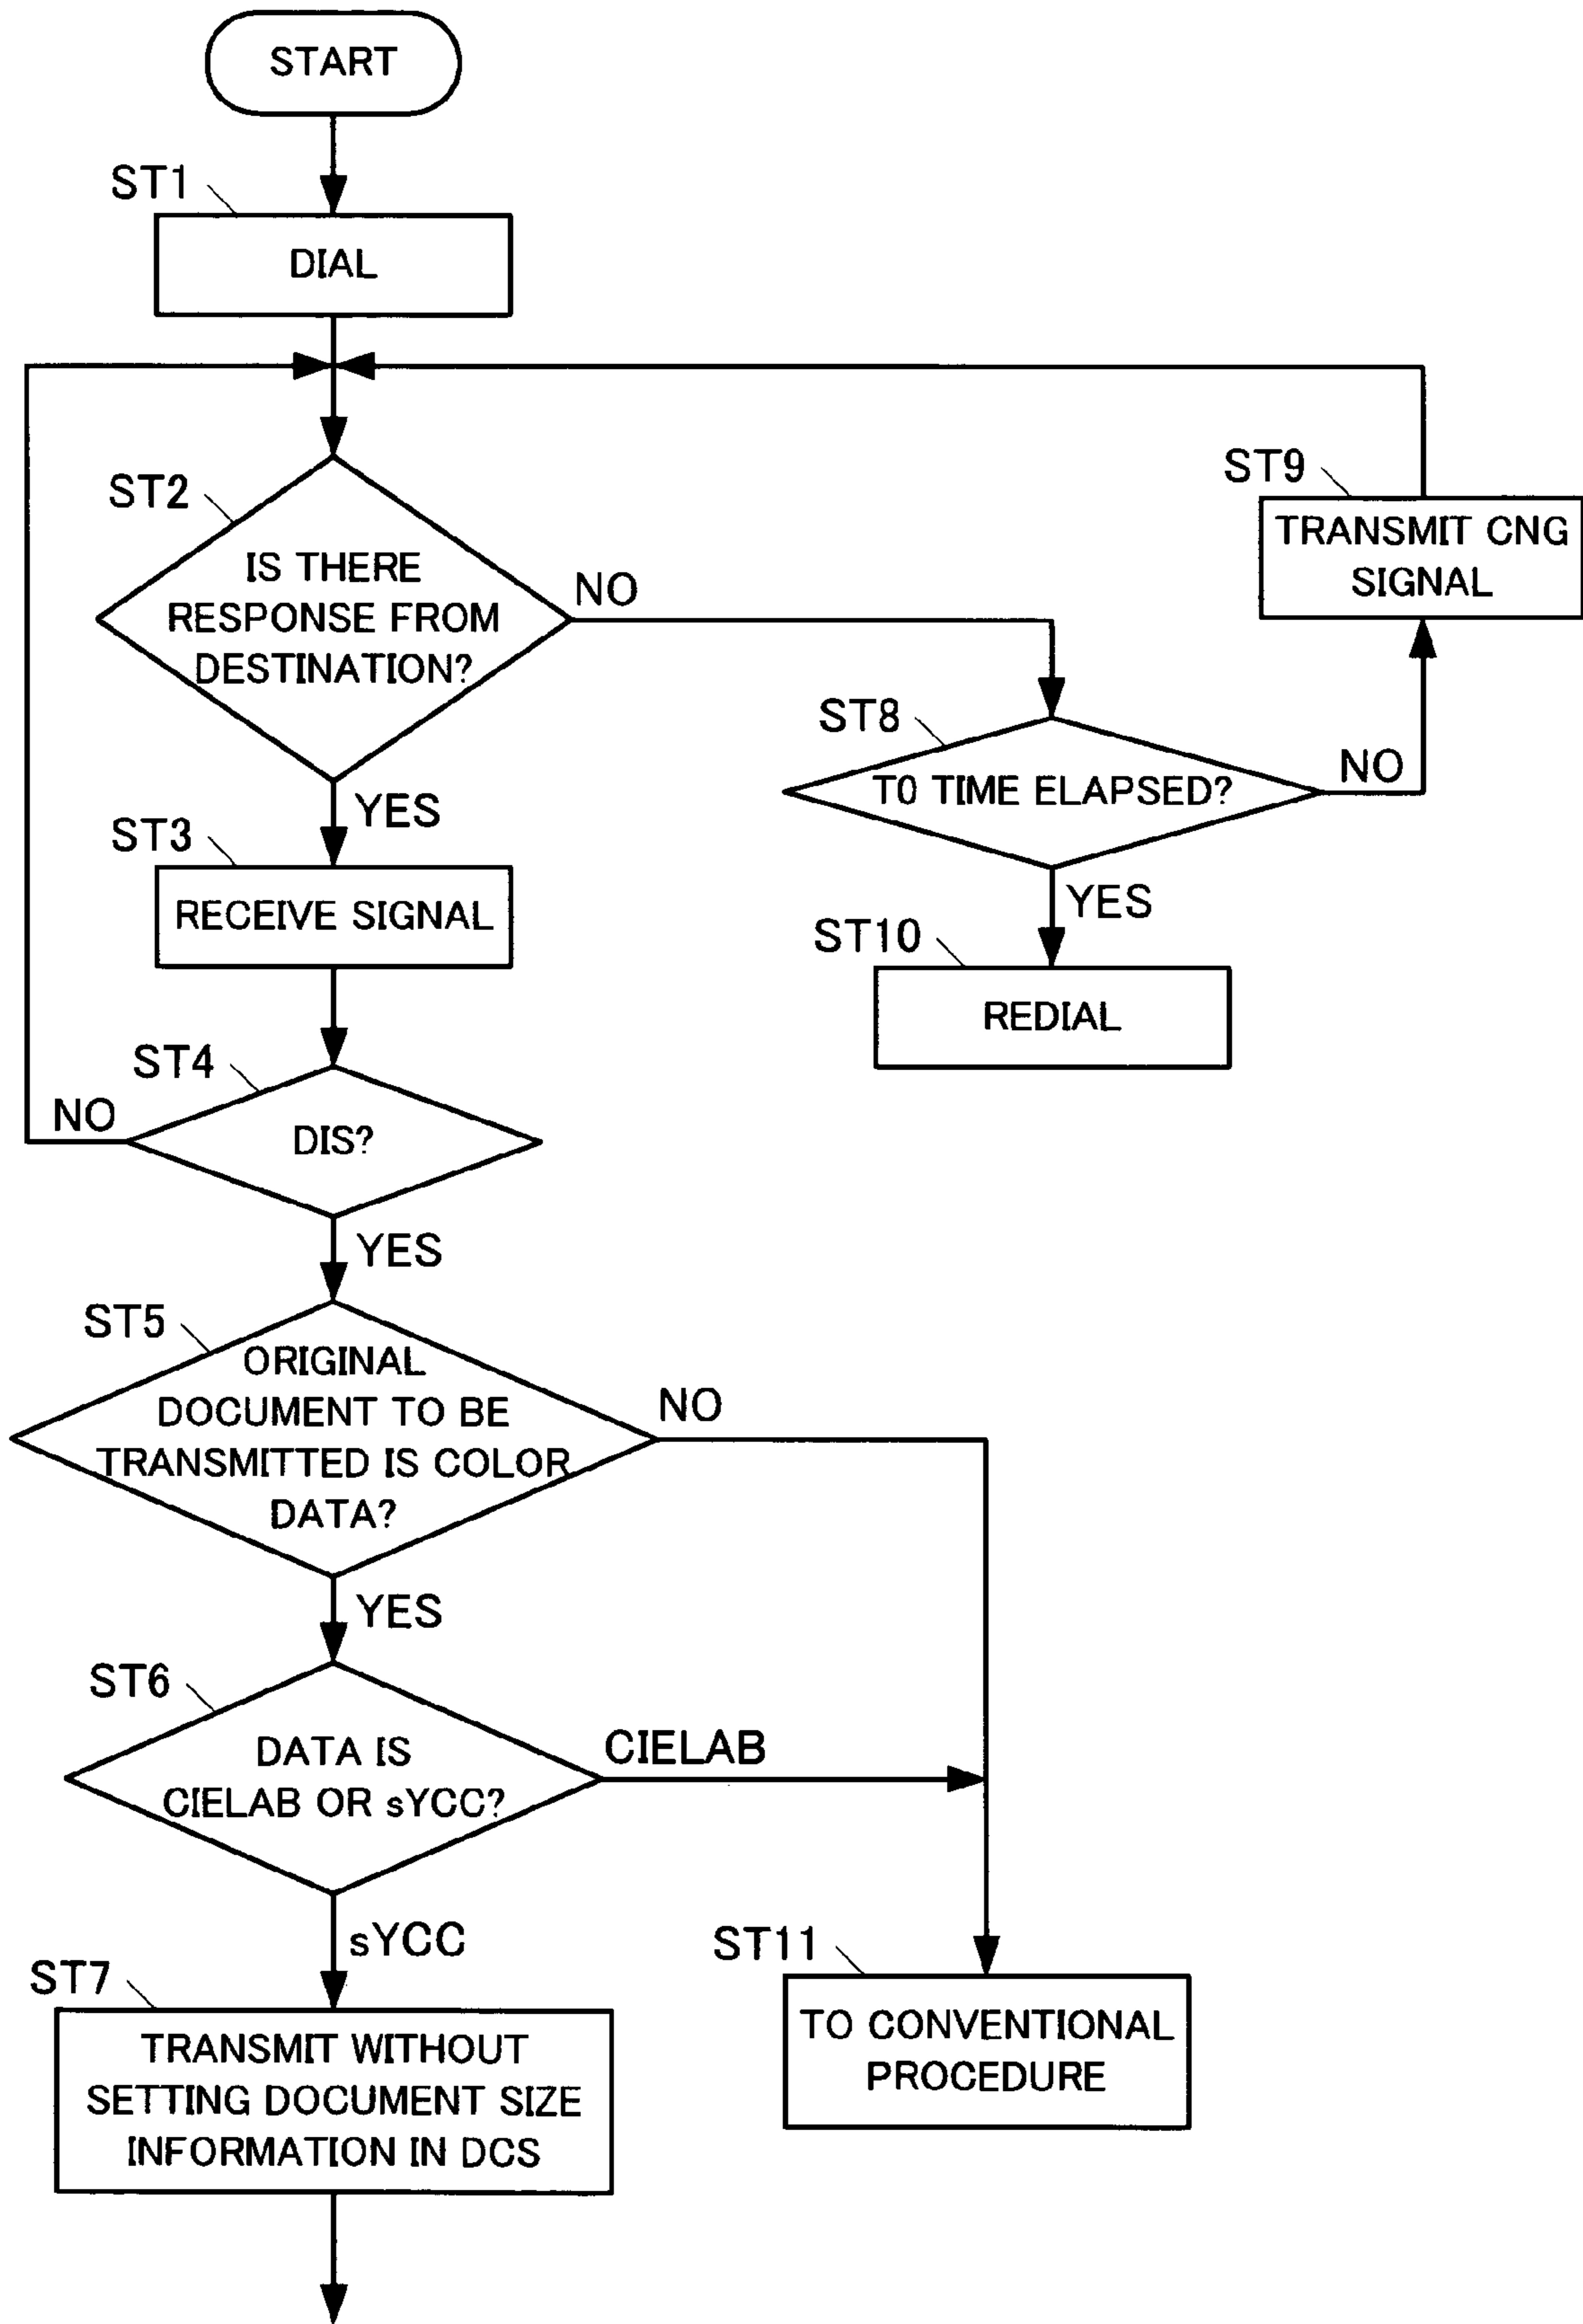 START
ST1
DIAL
ST2
IS THERE
RESPONSE FROM
DESTINATION?
NO
YES
ST9
TRANSMIT CNG
SIGNAL
ST8
T0 TIME ELAPSED?
NO
YES
ST10
REDIAL
ST3
RECEIVE SIGNAL
ST4
NO
DIS?
YES
ST5
ORIGINAL
DOCUMENT TO BE
TRANSMITTED IS COLOR
DATA?
NO
YES
ST6
DATA IS
CIELAB OR sYCC?
CIELAB
sYCC
ST7
TRANSMIT WITHOUT
SETTING DOCUMENT SIZE
INFORMATION IN DCS
ST11
TO CONVENTIONAL
PROCEDURE